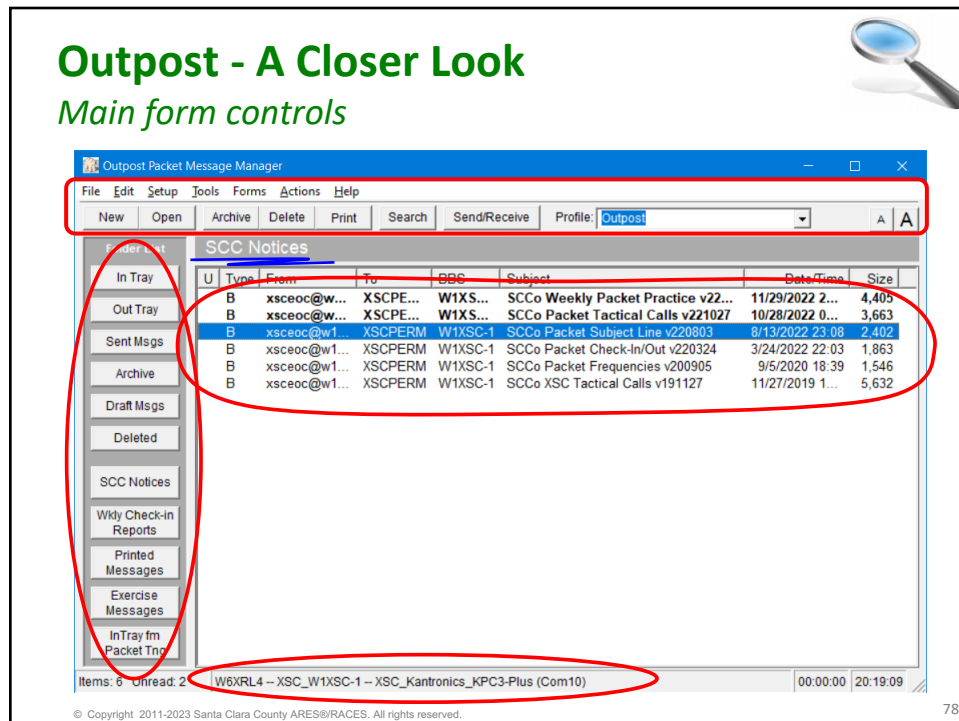 Outpost - A Closer Look
Main form controls
Outpost Packet Message Manager
File Edit Setup Tools Forms Actions Help
New Open Archive Delete Print Search Send/Receive Profile: Outpost A A
Folder List SCC Notices
In Tray
Out Tray
Sent Msgs
Archive
Draft Msgs
Deleted
SCC Notices
Wkly Check-in
Reports
Printed
Messages
Exercise
Messages
InTray fm
Packet Tng
U Type From To BBS Subject Date/Time Size
B xsceoc@w... XSCPE... W1XS... SCCo Weekly Packet Practice v22... 11/29/2022 2... 4,405
B xsceoc@w... XSCPE... W1XS... SCCo Packet Tactical Calls v221027 10/28/2022 0... 3,663
B xsceoc@w1... XSCPERM W1XSC-1 SCCo Packet Subject Line v220803 8/13/2022 23:08 2,402
B xsceoc@w1... XSCPERM W1XSC-1 SCCo Packet Check-In/Out v220324 3/24/2022 22:03 1,863
B xsceoc@w1... XSCPERM W1XSC-1 SCCo Packet Frequencies v200905 9/5/2020 18:39 1,546
B xsceoc@w1... XSCPERM W1XSC-1 SCCo XSC Tactical Calls v191127 11/27/2019 1... 5,632
Items: 6 Unread: 2 W6XRL4 -- XSC_W1XSC-1 -- XSC_Kantronics_KPC3-Plus (Com10) 00:00:00 20:19:09
© Copyright 2011-2023 Santa Clara County ARES®/RACES. All rights reserved. 78